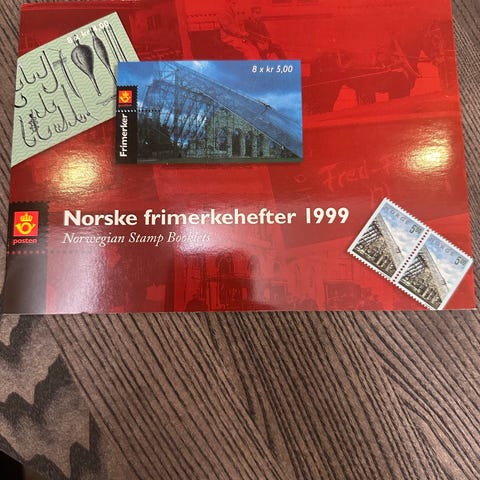 8 x kr 5,00
Frimerker
posten
Norske frimerkehefter 1999
Norwegian Stamp Booklets